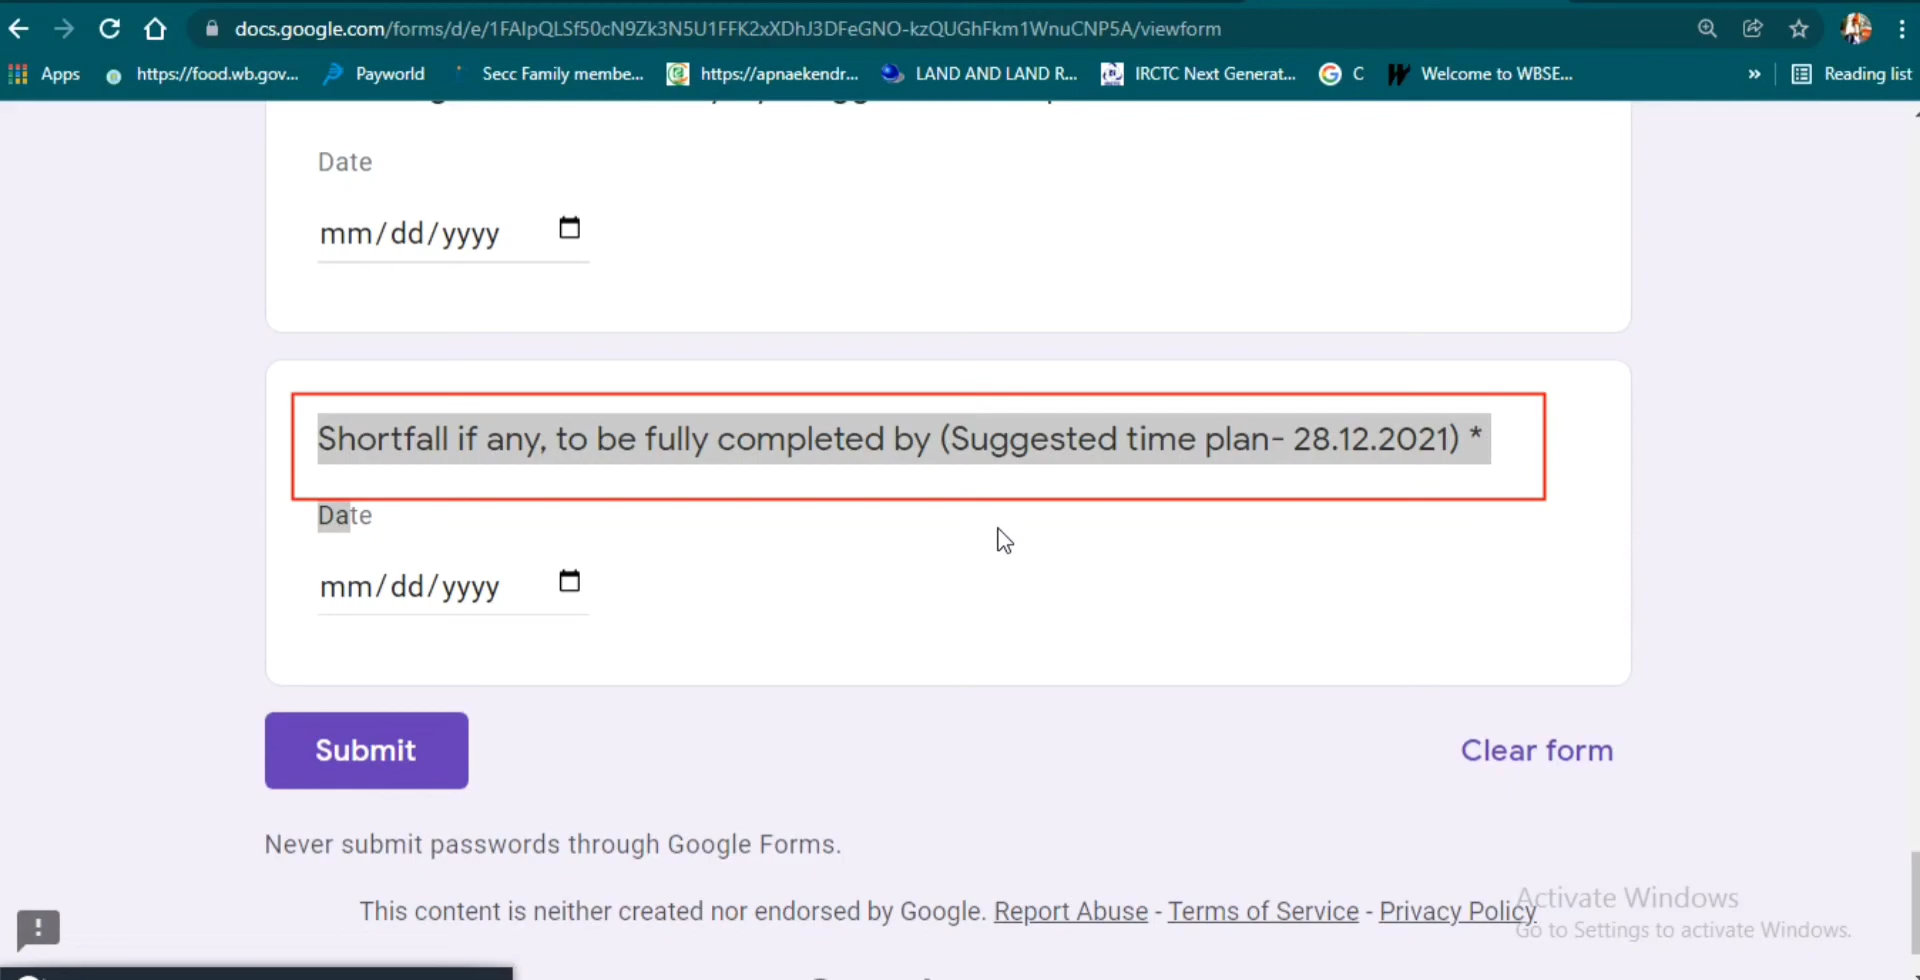 docs.google.com/forms/d/e/1FAIpQLSf50cN9Zk3N5U1FFK2xXDhJ3DFeGNO-kzQUGhFkm1WnuCNP5A/viewform
Apps https://food.wb.gov... Payworld Secc Family membe... https://apnaekendr... LAND AND LAND R... IRCTC Next Generat... C Welcome to WBSE... » Reading list
Date
mm/dd/yyyy
Shortfall if any, to be fully completed by (Suggested time plan- 28.12.2021) *
Date
mm/dd/yyyy
Submit Clear form
Never submit passwords through Google Forms.
This content is neither created nor endorsed by Google. Report Abuse - Terms of Service - Privacy Policy
Activate Windows
Go to Settings to activate Windows.